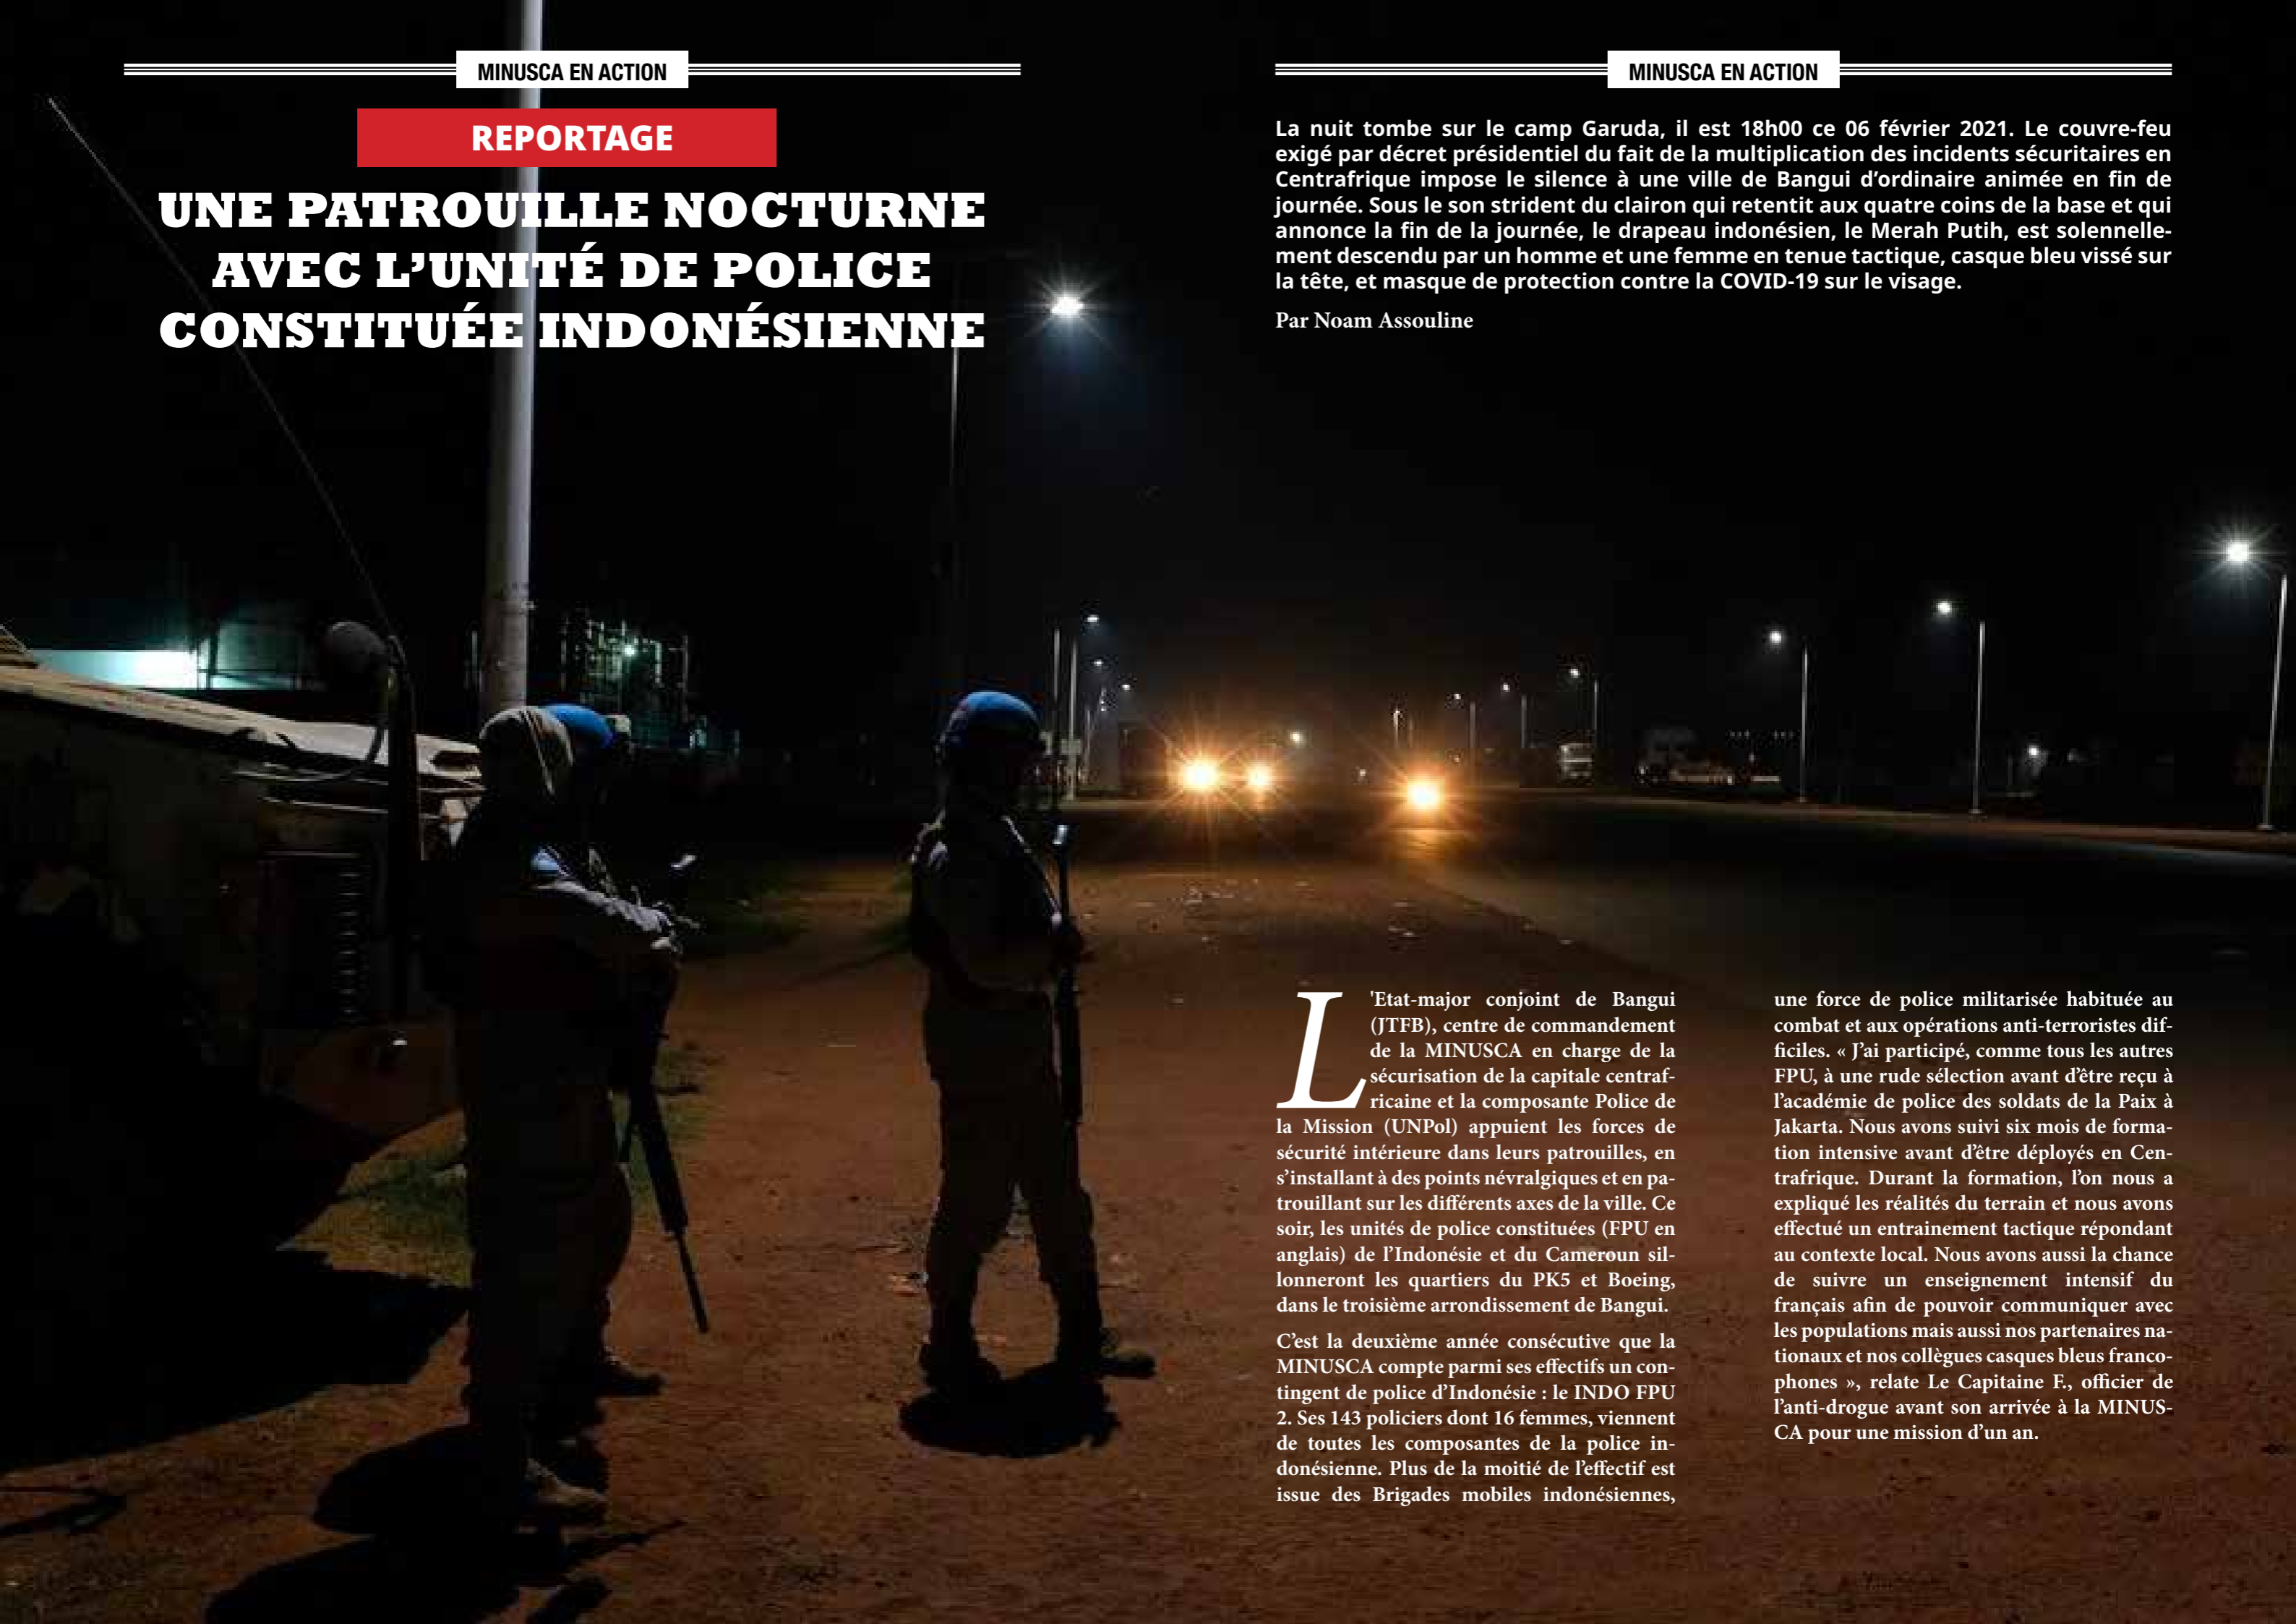 MINUSCA EN ACTION
REPORTAGE
UNE PATROUILLE NOCTURNE
AVEC L’UNITÉ DE POLICE
CONSTITUÉE INDONÉSIENNE
MINUSCA EN ACTION
La nuit tombe sur le camp Garuda, il est 18h00 ce 06 février 2021. Le couvre-feu
exigé par décret présidentiel du fait de la multiplication des incidents sécuritaires en
Centrafrique impose le silence à une ville de Bangui d’ordinaire animée en fin de
journée. Sous le son strident du clairon qui retentit aux quatre coins de la base et qui
annonce la fin de la journée, le drapeau indonésien, le Merah Putih, est solennelle-
ment descendu par un homme et une femme en tenue tactique, casque bleu vissé sur
la tête, et masque de protection contre la COVID-19 sur le visage.
Par Noam Assouline
L'Etat-major conjoint de Bangui
(JTFB), centre de commandement
de la MINUSCA en charge de la
sécurisation de la capitale centraf-
ricaine et la composante Police de
la Mission (UNPol) appuient les forces de
sécurité intérieure dans leurs patrouilles, en
s’installant à des points névralgiques et en pa-
trouillant sur les différents axes de la ville. Ce
soir, les unités de police constituées (FPU en
anglais) de l’Indonésie et du Cameroun sil-
lonneront les quartiers du PK5 et Boeing,
dans le troisième arrondissement de Bangui.
C’est la deuxième année consécutive que la
MINUSCA compte parmi ses effectifs un con-
tingent de police d’Indonésie : le INDO FPU
2. Ses 143 policiers dont 16 femmes, viennent
de toutes les composantes de la police in-
donésienne. Plus de la moitié de l’effectif est
issue des Brigades mobiles indonésiennes,
une force de police militarisée habituée au
combat et aux opérations anti-terroristes dif-
ficiles. « J’ai participé, comme tous les autres
FPU, à une rude sélection avant d’être reçu à
l’académie de police des soldats de la Paix à
Jakarta. Nous avons suivi six mois de forma-
tion intensive avant d’être déployés en Cen-
trafrique. Durant la formation, l’on nous a
expliqué les réalités du terrain et nous avons
effectué un entrainement tactique répondant
au contexte local. Nous avons aussi la chance
de suivre un enseignement intensif du
français afin de pouvoir communiquer avec
les populations mais aussi nos partenaires na-
tionaux et nos collègues casques bleus franco-
phones », relate Le Capitaine F., officier de
l’anti-drogue avant son arrivée à la MINUS-
CA pour une mission d’un an.